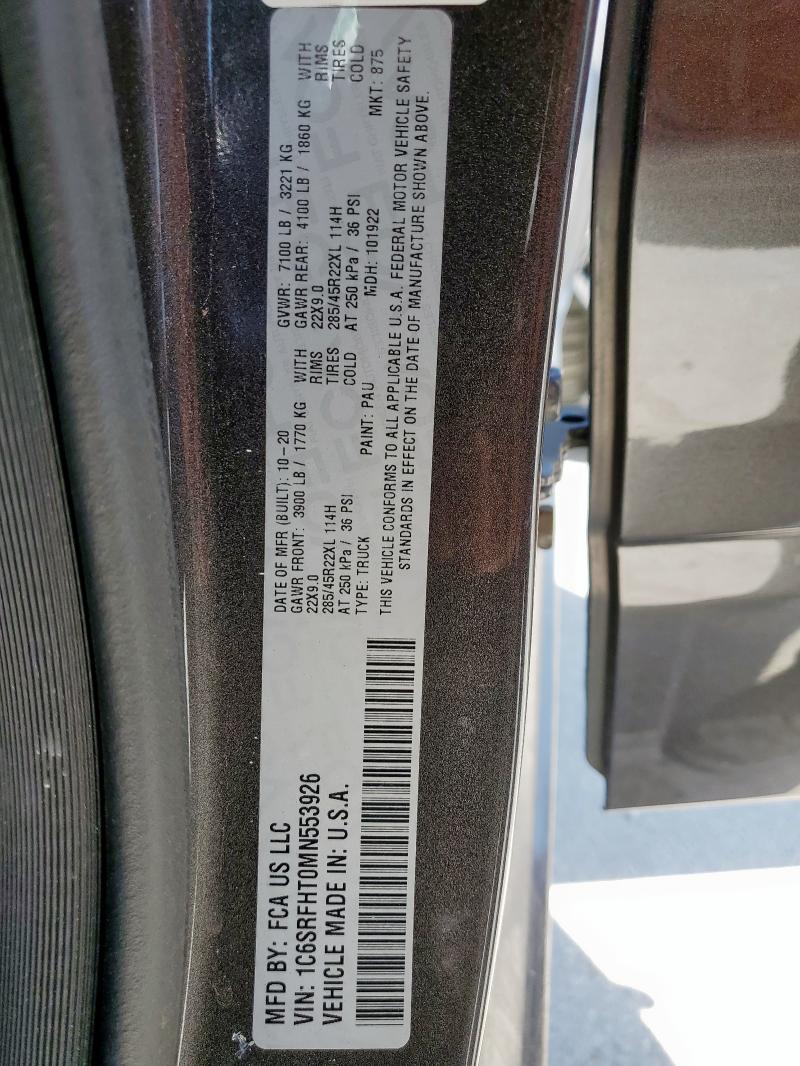 MFD BY: FCA US LLC
VIN: 1C6SRFHT0MN553926
VEHICLE MADE IN: U.S.A.
DATE OF MFR (BUILT): 10-20 GVWR: 7100 LB / 3221 KG
GAWR FRONT: 3900 LB / 1770 KG WITH GAWR REAR: 4100 LB / 1860 KG WITH
22X9.0 RIMS 22X9.0 RIMS
285/45R22XL 114H TIRES 285/45R22XL 114H TIRES
AT 250 kPa / 36 PSI COLD AT 250 kPa / 36 PSI COLD
TYPE: TRUCK PAINT: PAU MDH: 101922 MKT: 875
THIS VEHICLE CONFORMS TO ALL APPLICABLE U.S.A. FEDERAL MOTOR VEHICLE SAFETY
STANDARDS IN EFFECT ON THE DATE OF MANUFACTURE SHOWN ABOVE.